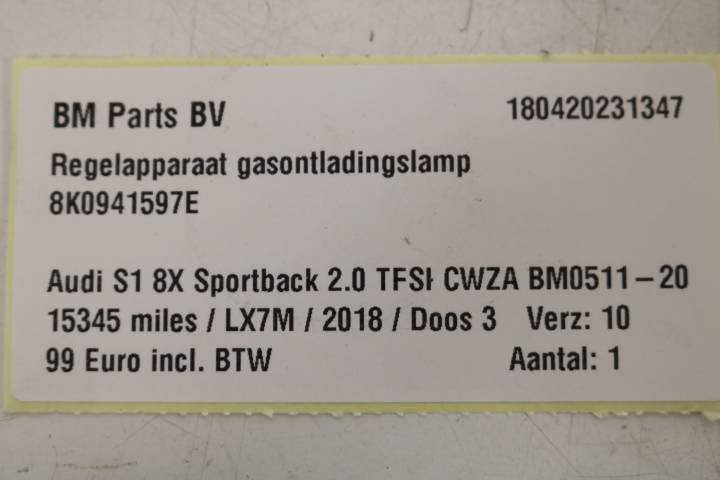 BM Parts BV 180420231347
Regelapparaat gasontladingslamp
8K0941597E
Audi S1 8X Sportback 2.0 TFSI CWZA BM0511-20
15345 miles / LX7M / 2018 / Doos 3 Verz: 10
99 Euro incl. BTW Aantal: 1